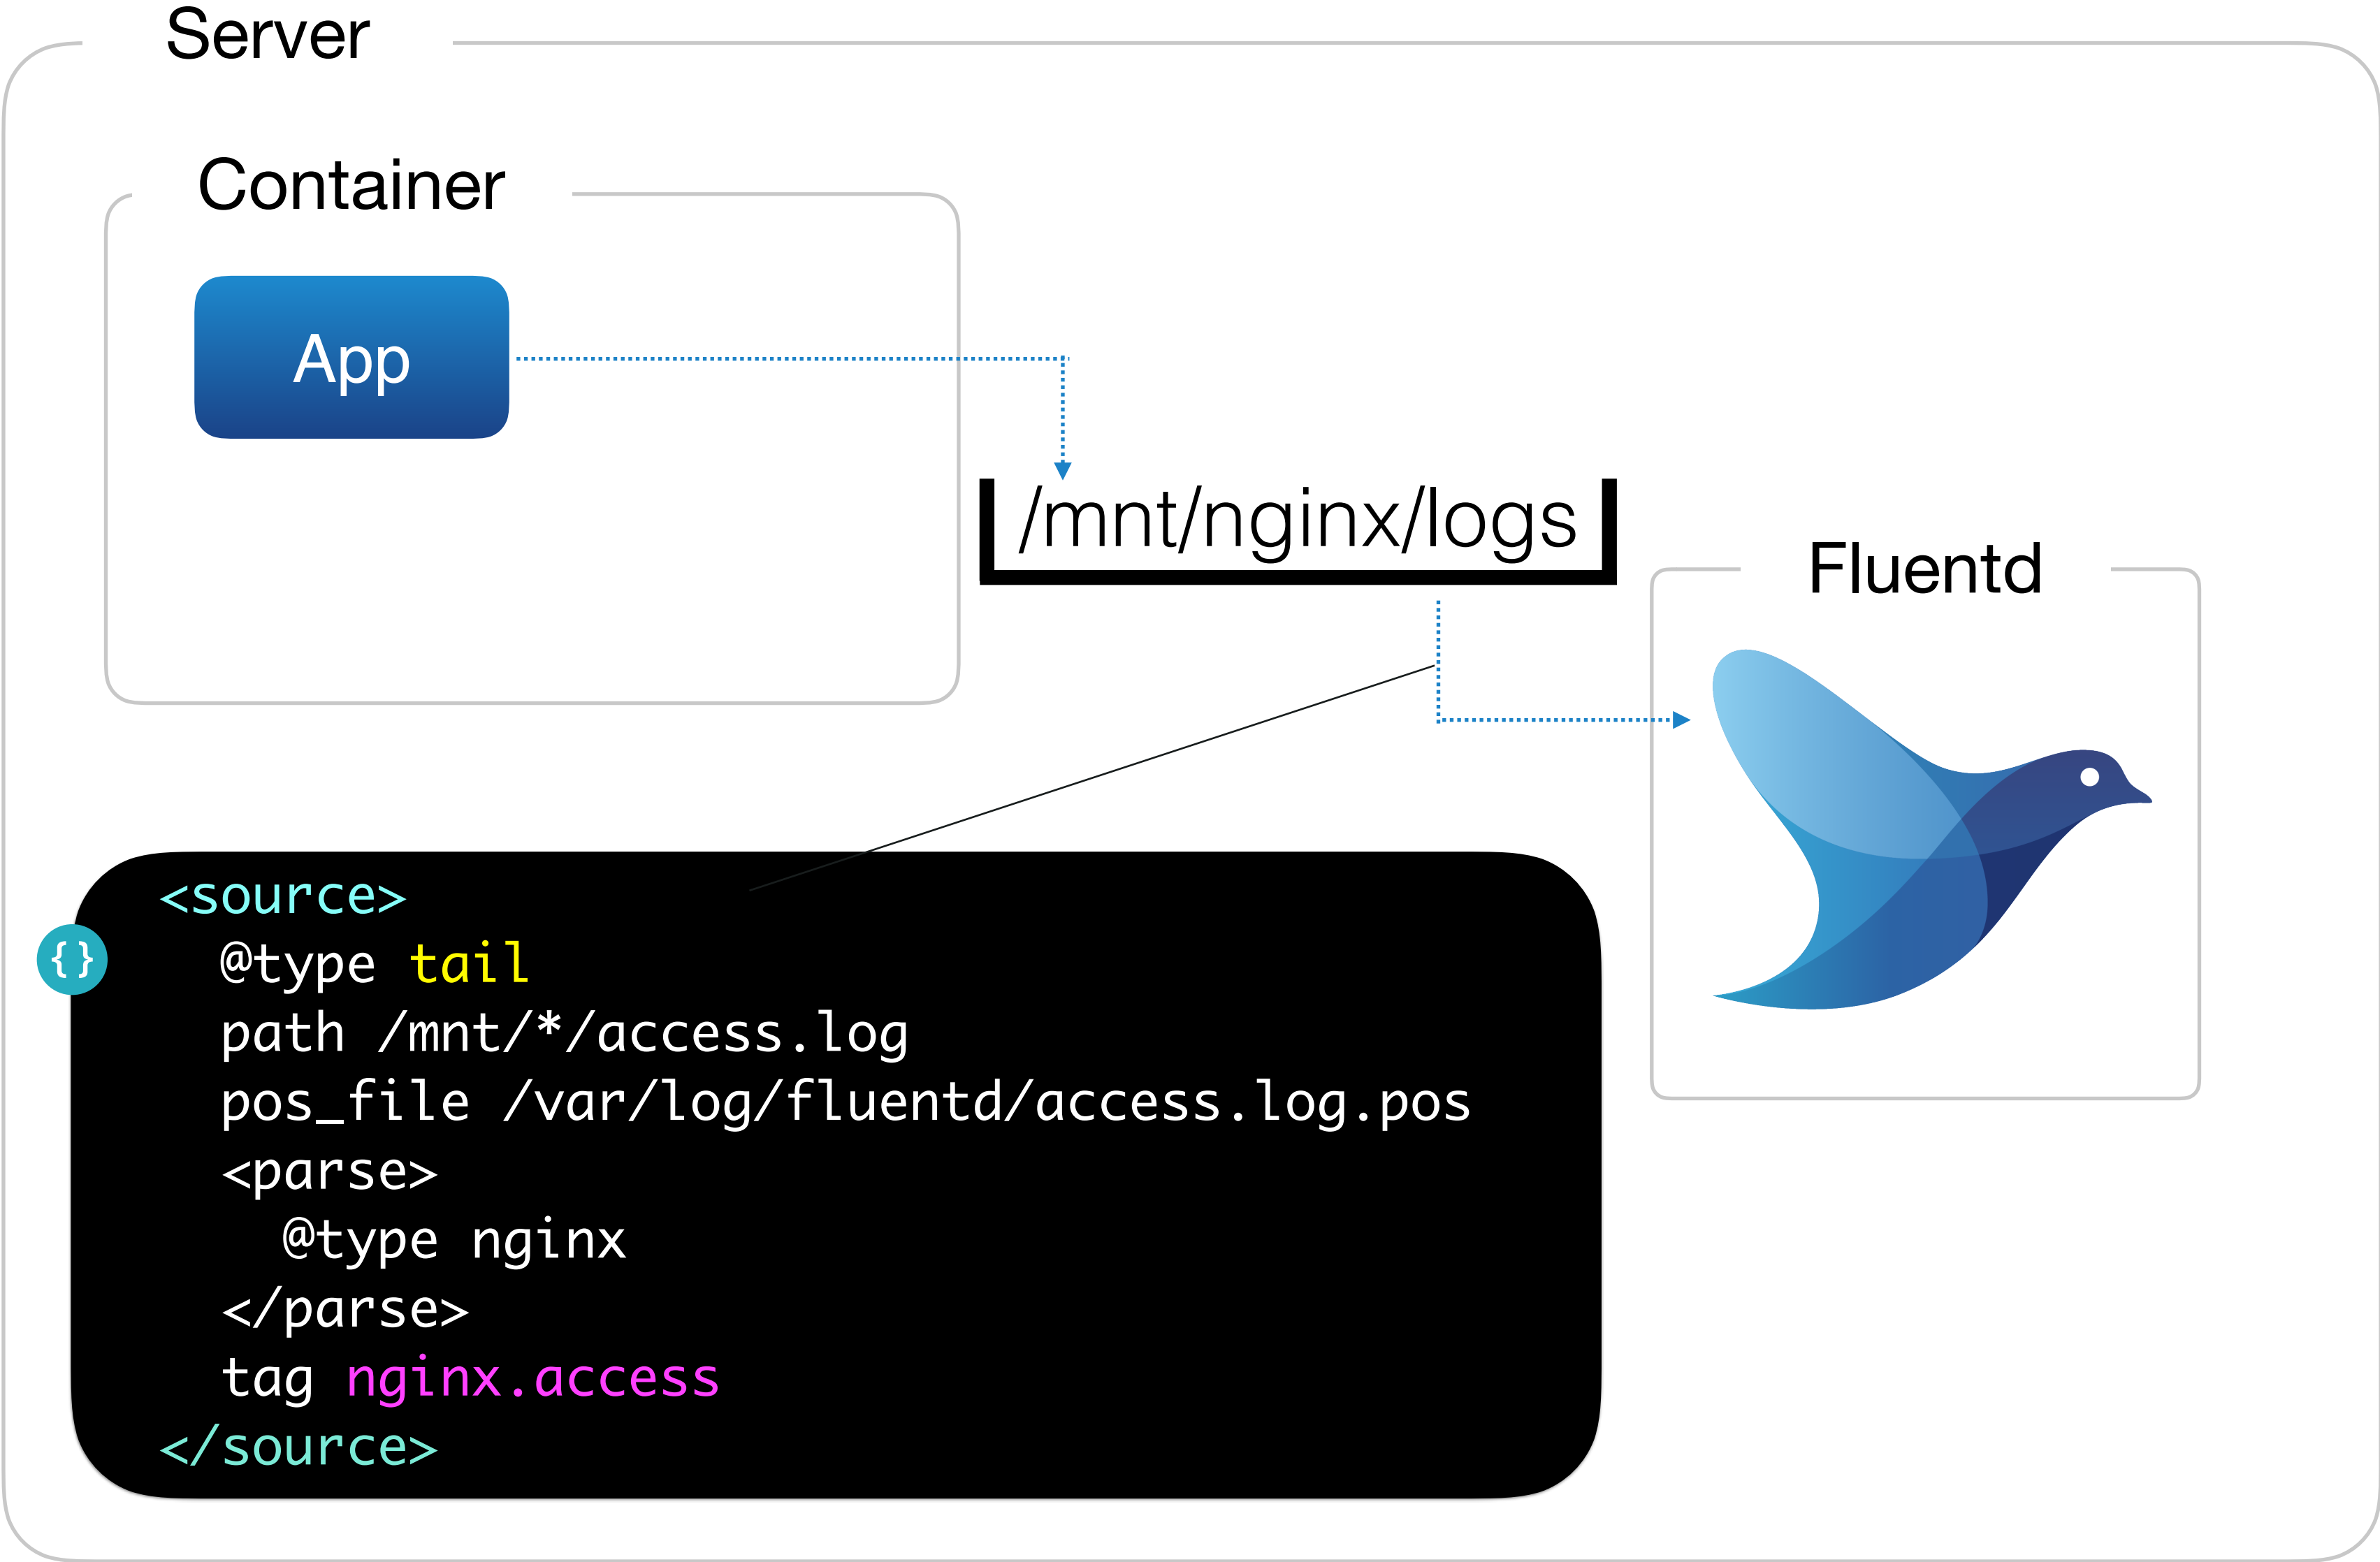 Server
Container
App
/mnt/nginx/logs
Fluentd
{}
<source>
@type tail
path /mnt/*/access.log
pos_file /var/log/fluentd/access.log.pos
<parse>
@type nginx
</parse>
tag nginx.access
</source>